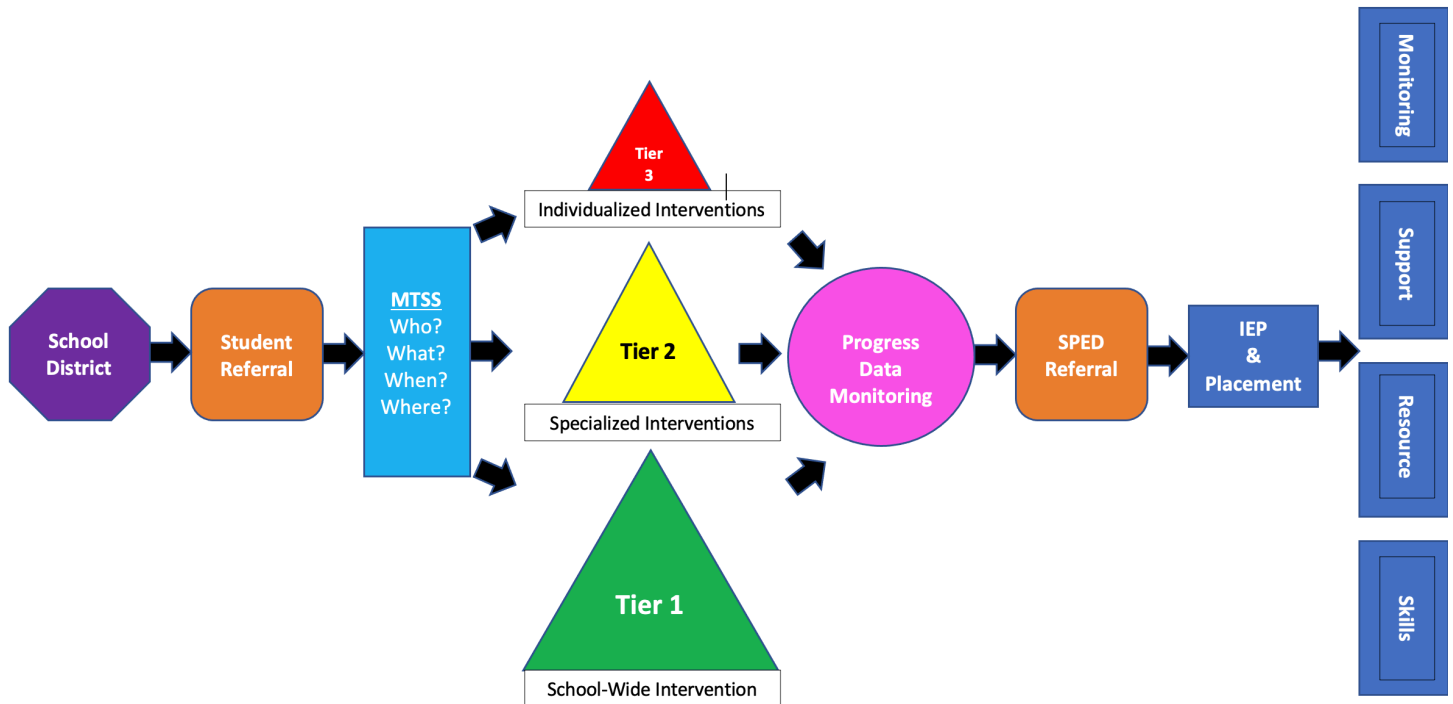 School
District
Student
Referral
MTSS
Who?
What?
When?
Where?
Tier
3
Individualized Interventions
Tier 2
Specialized Interventions
Tier 1
School-Wide Intervention
Progress
Data
Monitoring
SPED
Referral
IEP
&
Placement
Monitoring
Support
Resource
Skills